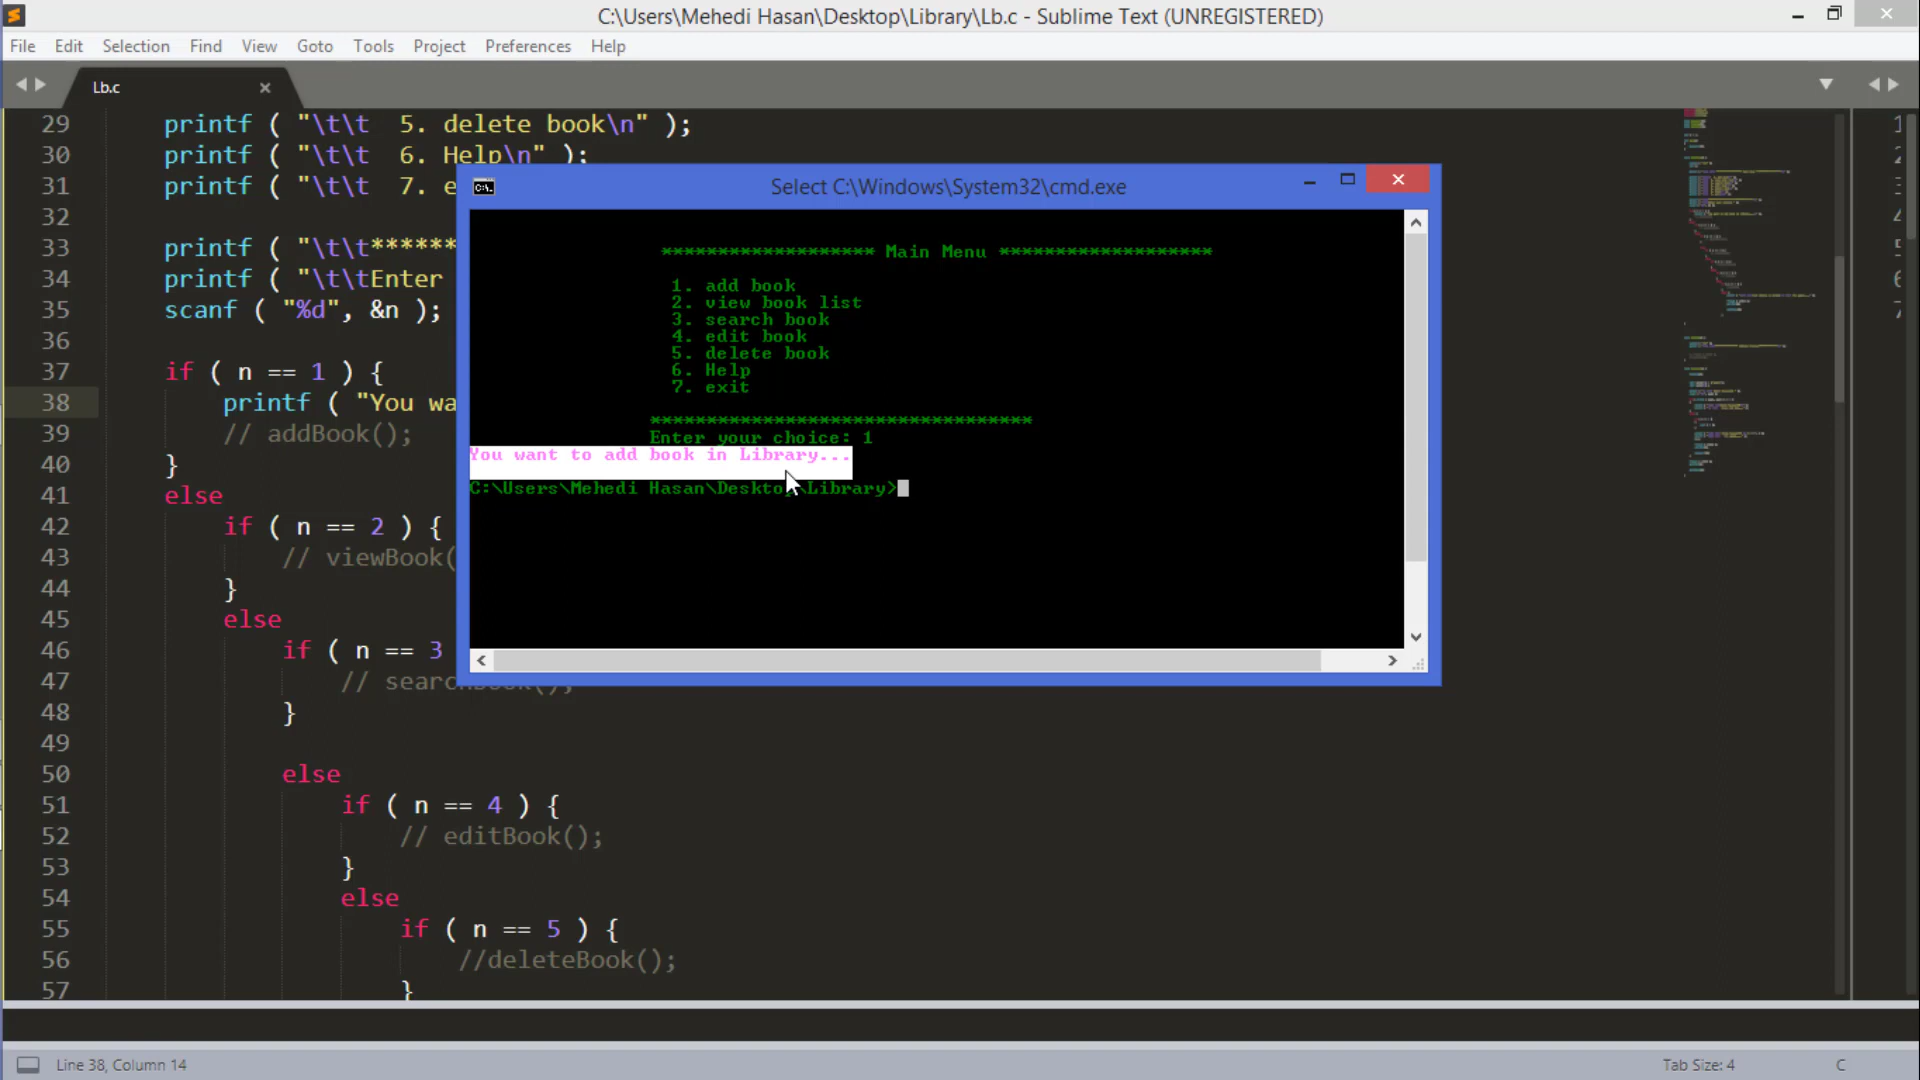 C:\Users\Mehedi Hasan\Desktop\Library\Lb.c - Sublime Text (UNREGISTERED)
File Edit Selection Find View Goto Tools Project Preferences Help
Lb.c
29 printf ( "\t\t  5. delete book\n" );
30 printf ( "\t\t  6. Help\n" );
31 printf ( "\t\t  7. e
32
33 printf ( "\t\t*******
34 printf ( "\t\tEnter
35 scanf ( "%d", &n );
36
37 if ( n == 1 ) {
38 printf ( "You wa
39 // addBook();
40 }
41 else
42 if ( n == 2 ) {
43 // viewBook(
44 }
45 else
46 if ( n == 3
47 // searchBook();
48 }
49
50 else
51 if ( n == 4 ) {
52 // editBook();
53 }
54 else
55 if ( n == 5 ) {
56 //deleteBook();
57 }
Select C:\Windows\System32\cmd.exe
******************* Main Menu *******************
1. add book
2. view book list
3. search book
4. edit book
5. delete book
6. Help
7. exit
**********************************
Enter your choice: 1
You want to add book in Library...
C:\Users\Mehedi Hasan\Desktop\Library>
Line 38, Column 14
Tab Size: 4
C